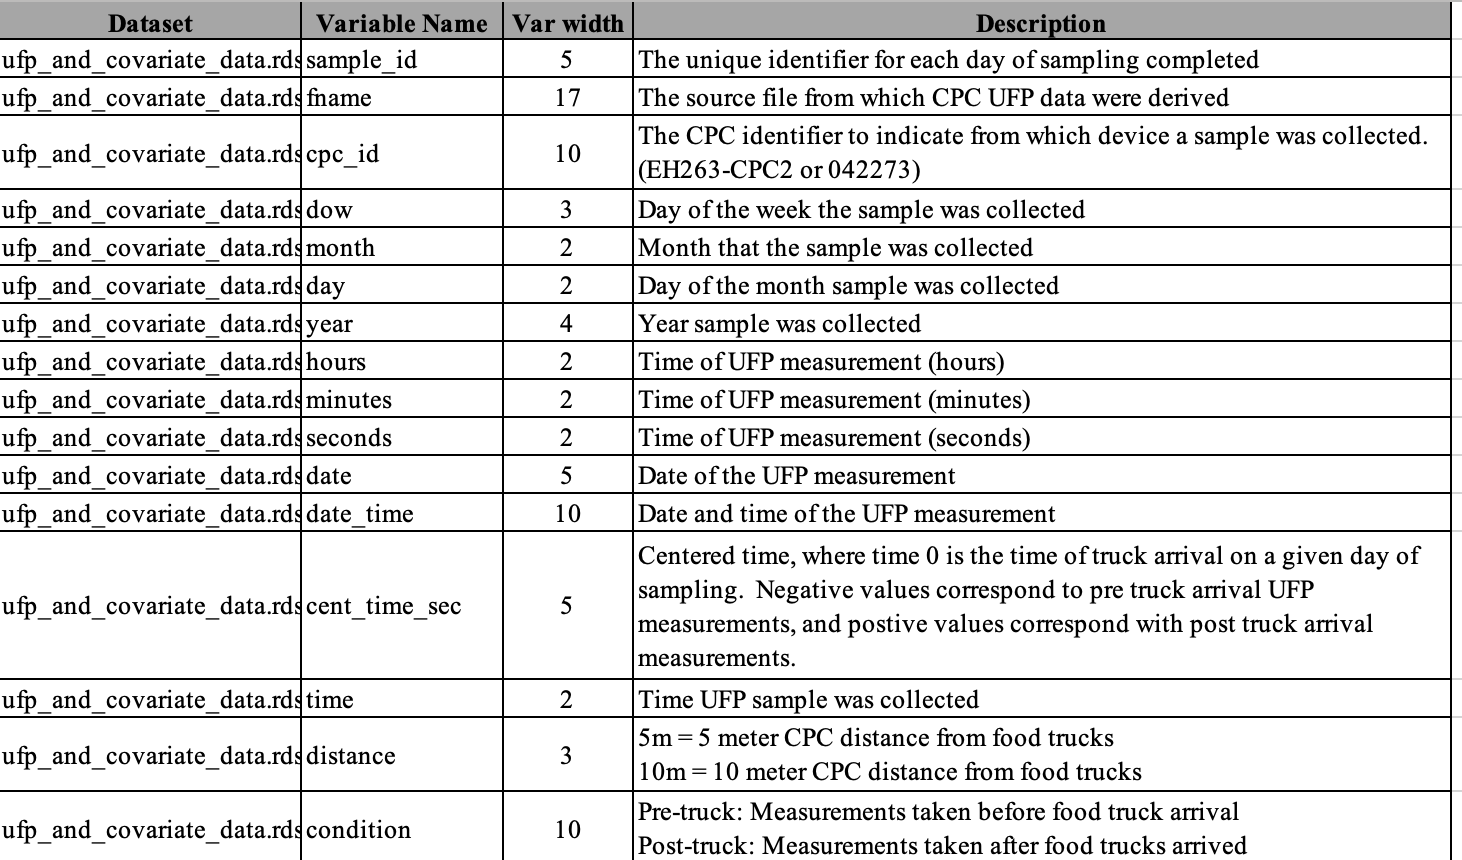 Dataset Variable Name Var width Description
ufp_and_covariate_data.rds sample_id 5 The unique identifier for each day of sampling completed
ufp_and_covariate_data.rds fname 17 The source file from which CPC UFP data were derived
ufp_and_covariate_data.rds cpc_id 10 The CPC identifier to indicate from which device a sample was collected.
(EH263-CPC2 or 042273)
ufp_and_covariate_data.rds dow 3 Day of the week the sample was collected
ufp_and_covariate_data.rds month 2 Month that the sample was collected
ufp_and_covariate_data.rds day 2 Day of the month sample was collected
ufp_and_covariate_data.rds year 4 Year sample was collected
ufp_and_covariate_data.rds hours 2 Time of UFP measurement (hours)
ufp_and_covariate_data.rds minutes 2 Time of UFP measurement (minutes)
ufp_and_covariate_data.rds seconds 2 Time of UFP measurement (seconds)
ufp_and_covariate_data.rds date 5 Date of the UFP measurement
ufp_and_covariate_data.rds date_time 10 Date and time of the UFP measurement
ufp_and_covariate_data.rds cent_time_sec 5 Centered time, where time 0 is the time of truck arrival on a given day of
sampling.  Negative values correspond to pre truck arrival UFP
measurements, and postive values correspond with post truck arrival
measurements.
ufp_and_covariate_data.rds time 2 Time UFP sample was collected
ufp_and_covariate_data.rds distance 3 5m = 5 meter CPC distance from food trucks
10m = 10 meter CPC distance from food trucks
ufp_and_covariate_data.rds condition 10 Pre-truck: Measurements taken before food truck arrival
Post-truck: Measurements taken after food trucks arrived